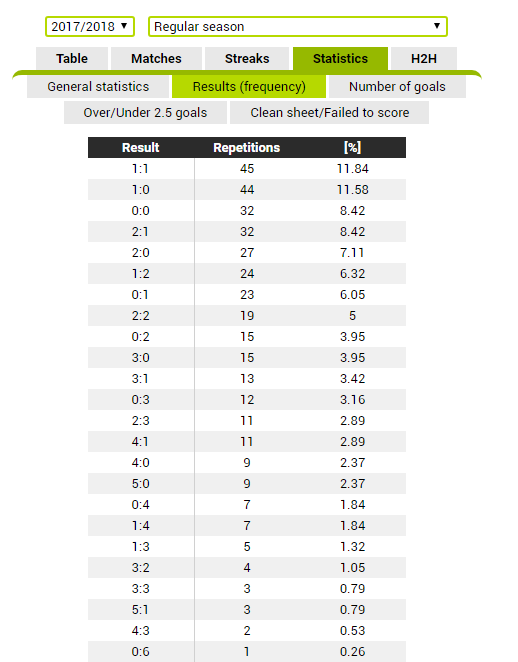 2017/2018 Regular season
Table Matches Streaks Statistics H2H
General statistics Results (frequency) Number of goals
Over/Under 2.5 goals Clean sheet/Failed to score
Result Repetitions [%]
1:1 45 11.84
1:0 44 11.58
0:0 32 8.42
2:1 32 8.42
2:0 27 7.11
1:2 24 6.32
0:1 23 6.05
2:2 19 5
0:2 15 3.95
3:0 15 3.95
3:1 13 3.42
0:3 12 3.16
2:3 11 2.89
4:1 11 2.89
4:0 9 2.37
5:0 9 2.37
0:4 7 1.84
1:4 7 1.84
1:3 5 1.32
3:2 4 1.05
3:3 3 0.79
5:1 3 0.79
4:3 2 0.53
0:6 1 0.26